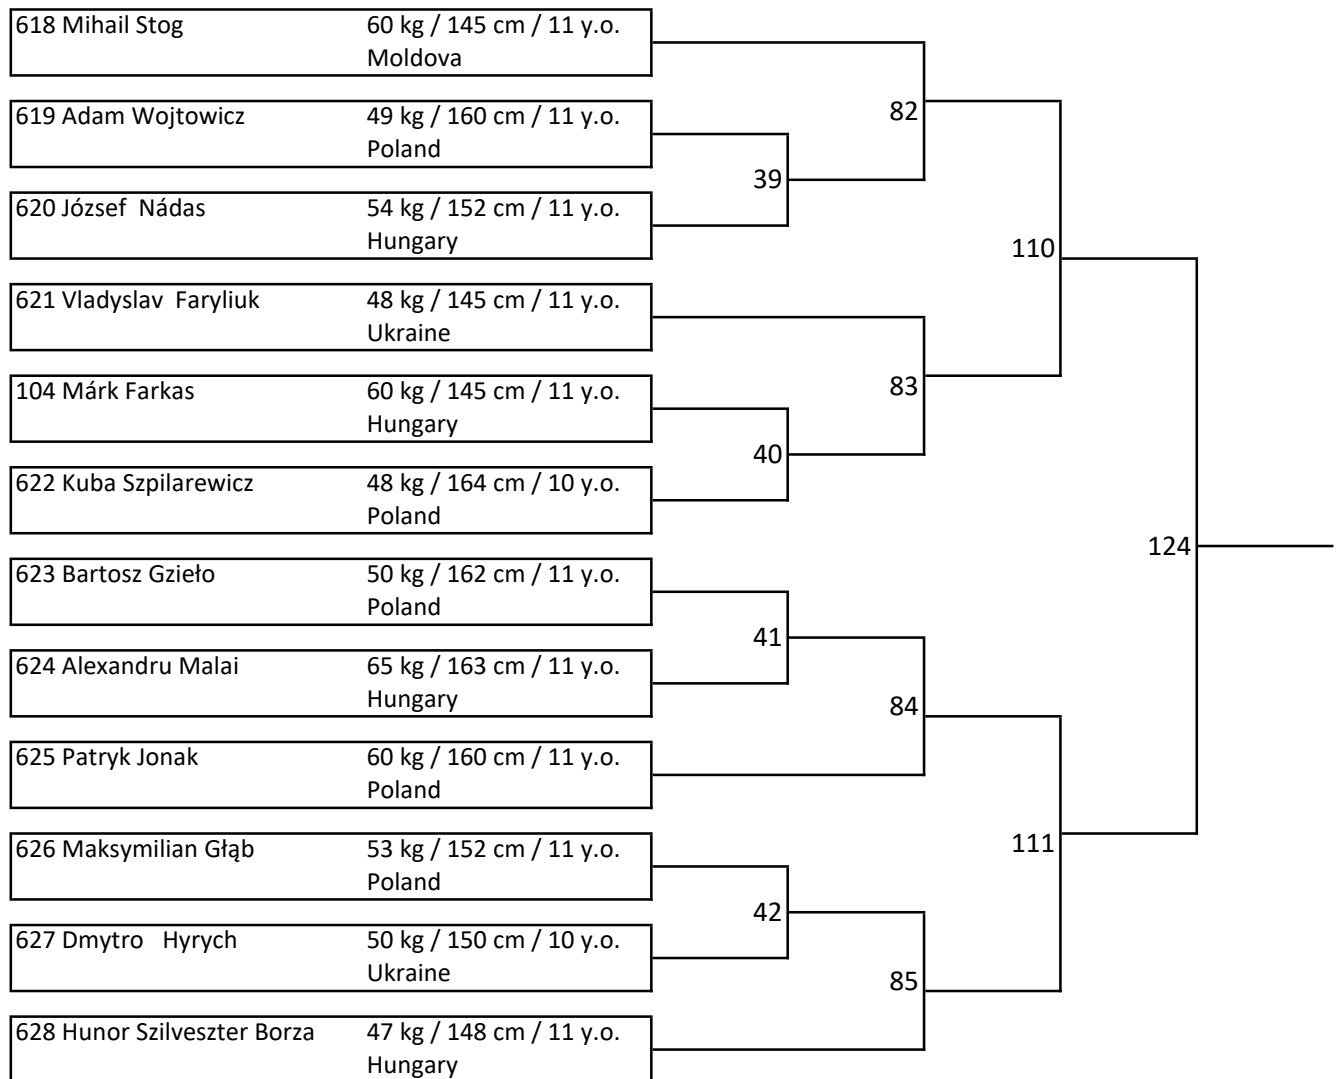 618 Mihail Stog 60 kg / 145 cm / 11 y.o.
Moldova
82
619 Adam Wojtowicz 49 kg / 160 cm / 11 y.o.
Poland
39
620 József  Nádas 54 kg / 152 cm / 11 y.o.
Hungary
110
621 Vladyslav  Faryliuk 48 kg / 145 cm / 11 y.o.
Ukraine
104 Márk Farkas 60 kg / 145 cm / 11 y.o.
83
Hungary
40
622 Kuba Szpilarewicz 48 kg / 164 cm / 10 y.o.
Poland
124
623 Bartosz Gzieło 50 kg / 162 cm / 11 y.o.
Poland
41
624 Alexandru Malai 65 kg / 163 cm / 11 y.o.
Hungary
84
625 Patryk Jonak 60 kg / 160 cm / 11 y.o.
Poland
626 Maksymilian Głąb 53 kg / 152 cm / 11 y.o.
111
Poland
42
627 Dmytro   Hyrych 50 kg / 150 cm / 10 y.o.
Ukraine
85
628 Hunor Szilveszter Borza 47 kg / 148 cm / 11 y.o.
Hungary